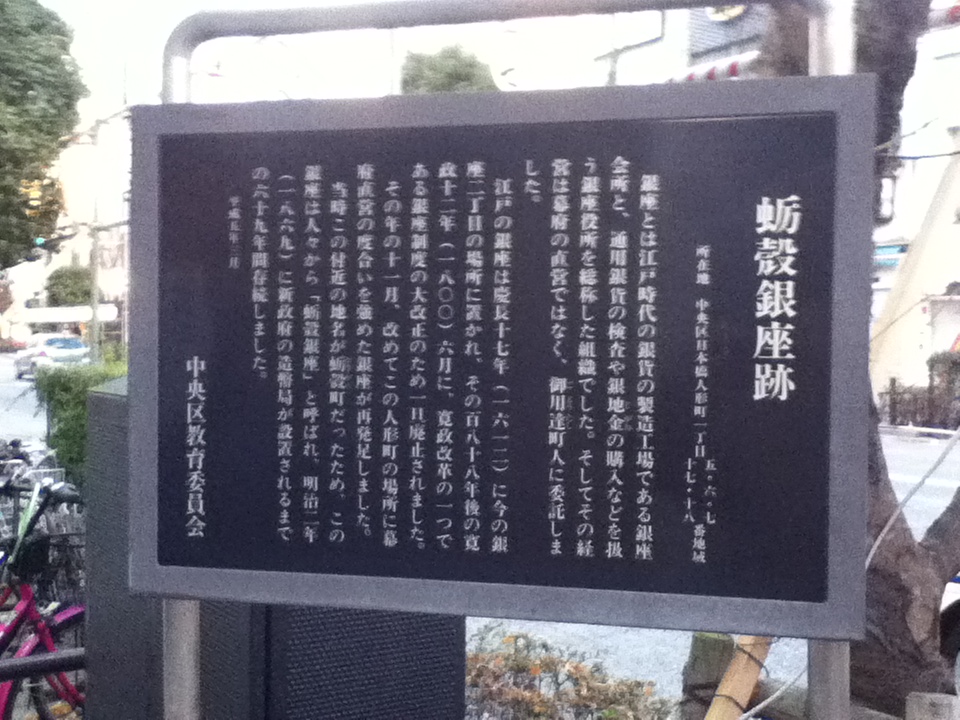 蛎殻銀座跡
所在地 中央区日本橋人形町一丁目 五・六・七 十七・十八 番地域
銀座とは江戸時代の銀貨の製造工場である銀座
会所と、通用銀貨の検査や銀地金の購入などを扱
う銀座役所を総称した組織でした。そしてその経
営は幕府の直営ではなく、御用達町人に委託しま
した。
江戸の銀座は慶長十七年（一六一二）に今の銀
座二丁目の場所に置かれ、その百八十八年後の寛
政十二年（一八〇〇）六月に、寛政改革の一つで
ある銀座制度の大改正のため一旦廃止されました。
その年の十一月、改めてこの人形町の場所に幕
府直営の度合いを強めた銀座が再発足しました。
当時この付近の地名が蛎殻町だったため、この
銀座は人々から「蛎殻銀座」と呼ばれ、明治二年
（一八六九）に新政府の造幣局が設置されるまで
の六十九年間存続しました。
平成五年三月
中央区教育委員会